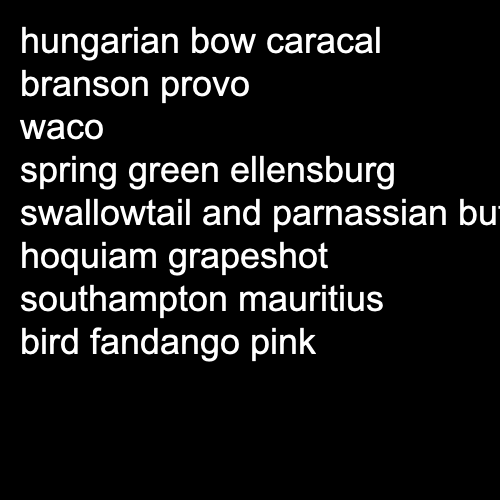 hungarian bow caracal
branson provo
waco
spring green ellensburg
swallowtail and parnassian
hoquiam grapeshot
southampton mauritius
bird fandango pink